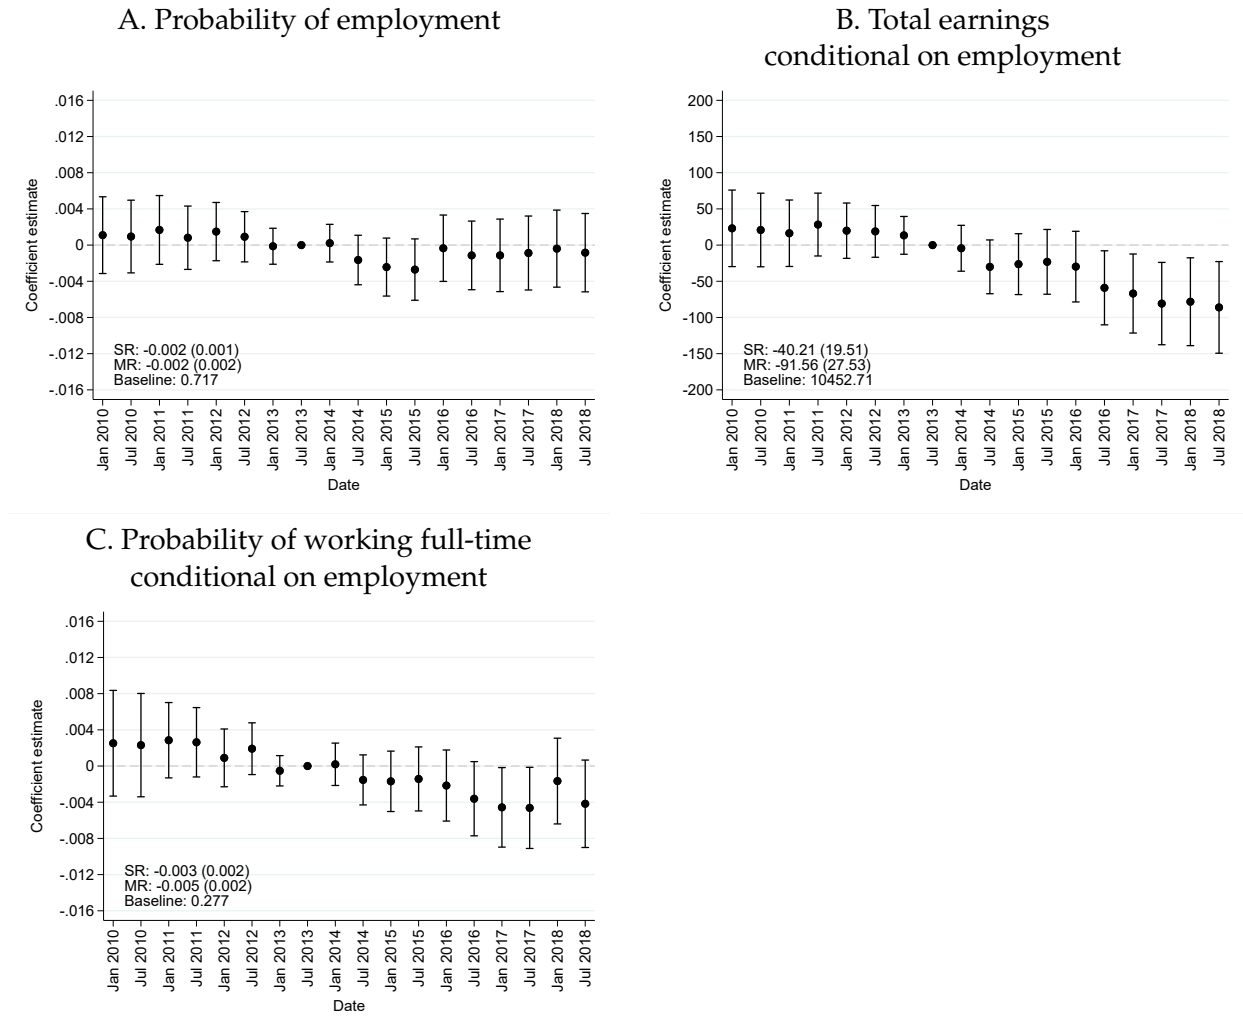 A. Probability of employment
.016
.012
.008
.004
0
-.004
-.008
-.012
-.016
Coefficient estimate
SR: -0.002 (0.001)
MR: -0.002 (0.002)
Baseline: 0.717
Jan 2010
Jul 2010
Jan 2011
Jul 2011
Jan 2012
Jul 2012
Jan 2013
Jul 2013
Jan 2014
Jul 2014
Jan 2015
Jul 2015
Jan 2016
Jul 2016
Jan 2017
Jul 2017
Jan 2018
Jul 2018
Date
B. Total earnings
conditional on employment
200
150
100
50
0
-50
-100
-150
-200
Coefficient estimate
SR: -40.21 (19.51)
MR: -91.56 (27.53)
Baseline: 10452.71
Jan 2010
Jul 2010
Jan 2011
Jul 2011
Jan 2012
Jul 2012
Jan 2013
Jul 2013
Jan 2014
Jul 2014
Jan 2015
Jul 2015
Jan 2016
Jul 2016
Jan 2017
Jul 2017
Jan 2018
Jul 2018
Date
C. Probability of working full-time
conditional on employment
.016
.012
.008
.004
0
-.004
-.008
-.012
-.016
Coefficient estimate
SR: -0.003 (0.002)
MR: -0.005 (0.002)
Baseline: 0.277
Jan 2010
Jul 2010
Jan 2011
Jul 2011
Jan 2012
Jul 2012
Jan 2013
Jul 2013
Jan 2014
Jul 2014
Jan 2015
Jul 2015
Jan 2016
Jul 2016
Jan 2017
Jul 2017
Jan 2018
Jul 2018
Date